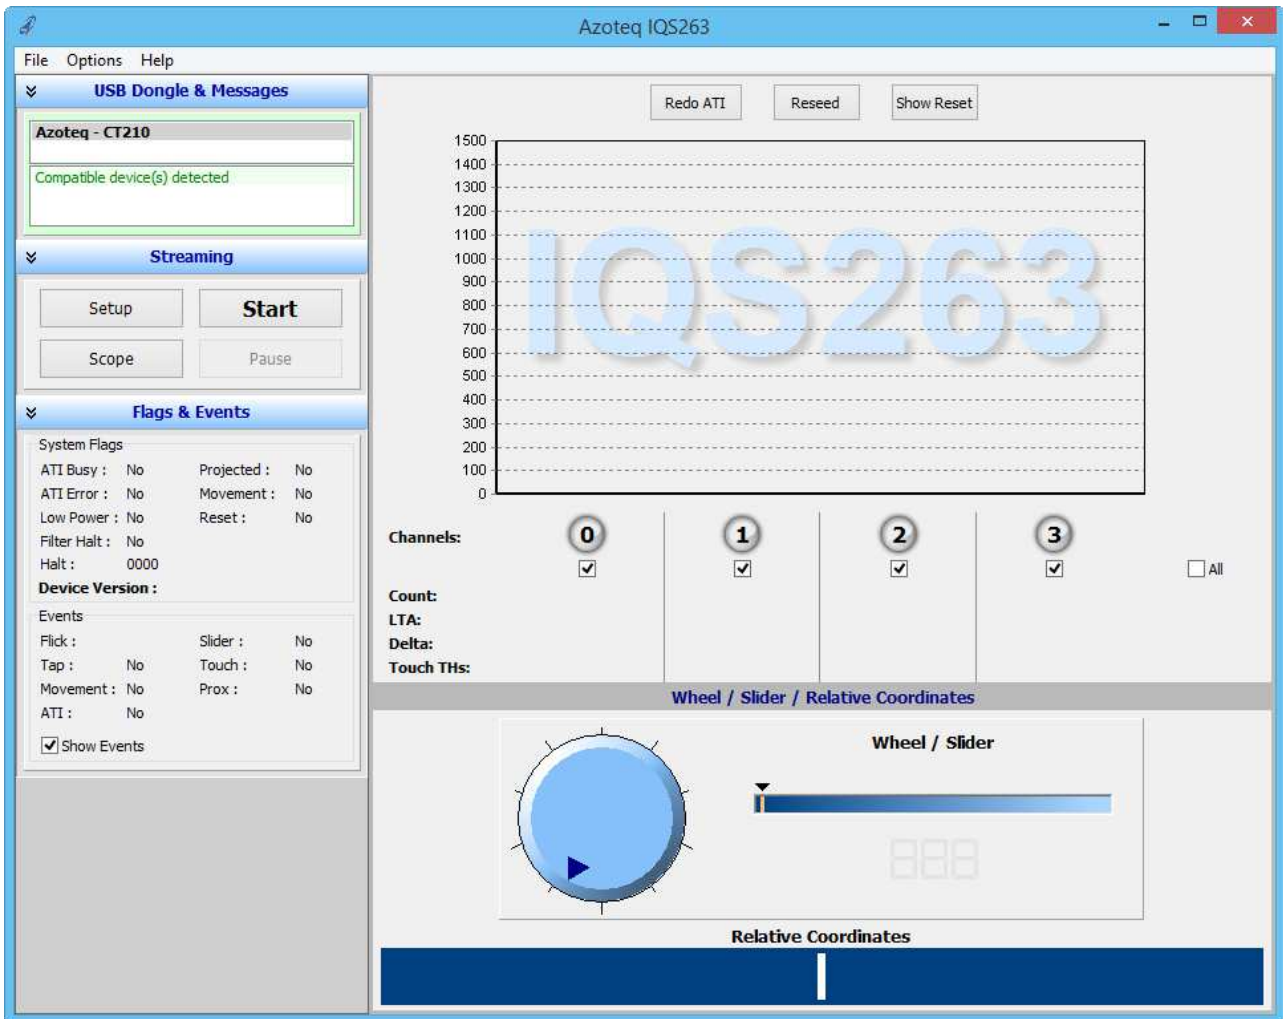 Azoteq IQS263
File Options Help
USB Dongle & Messages
Azoteq - CT210
Compatible device(s) detected
Streaming
Setup Start
Scope Pause
Flags & Events
System Flags
ATI Busy : No Projected : No
ATI Error : No Movement : No
Low Power : No Reset : No
Filter Halt : No
Halt : 0000
Device Version :
Events
Flick : Slider : No
Tap : No Touch : No
Movement : No Prox : No
ATI : No
Show Events
Redo ATI Reseed Show Reset
1500
1400
1300
1200
1100
1000
900
800
700
600
500
400
300
200
100
0
IQS263
Channels: 0 1 2 3
All
Count:
LTA:
Delta:
Touch THs:
Wheel / Slider / Relative Coordinates
Wheel / Slider
Relative Coordinates